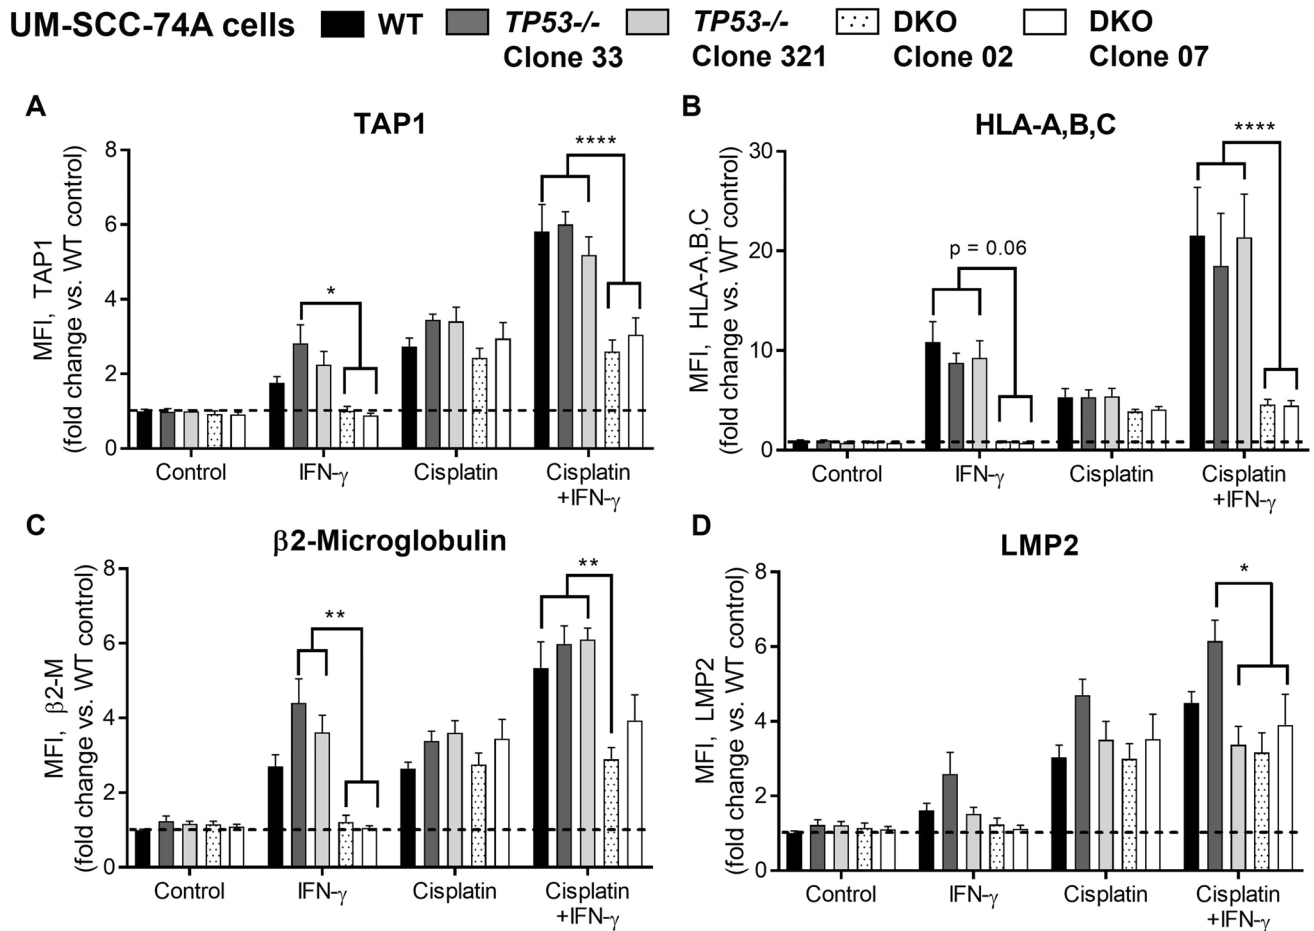 UM-SCC-74A cells WT TP53-/- TP53-/- DKO DKO
Clone 33 Clone 321 Clone 02 Clone 07
A
TAP1
MFI, TAP1
(fold change vs. WT control)
8
6
4
2
0
*
****
Control IFN-γ Cisplatin Cisplatin
+IFN-γ
B
HLA-A,B,C
MFI, HLA-A,B,C
(fold change vs. WT control)
30
20
10
0
p = 0.06
****
Control IFN-γ Cisplatin Cisplatin
+IFN-γ
C
β2-Microglobulin
MFI, β2-M
(fold change vs. WT control)
8
6
4
2
0
**
**
Control IFN-γ Cisplatin Cisplatin
+IFN-γ
D
LMP2
MFI, LMP2
(fold change vs. WT control)
8
6
4
2
0
*
Control IFN-γ Cisplatin Cisplatin
+IFN-γ